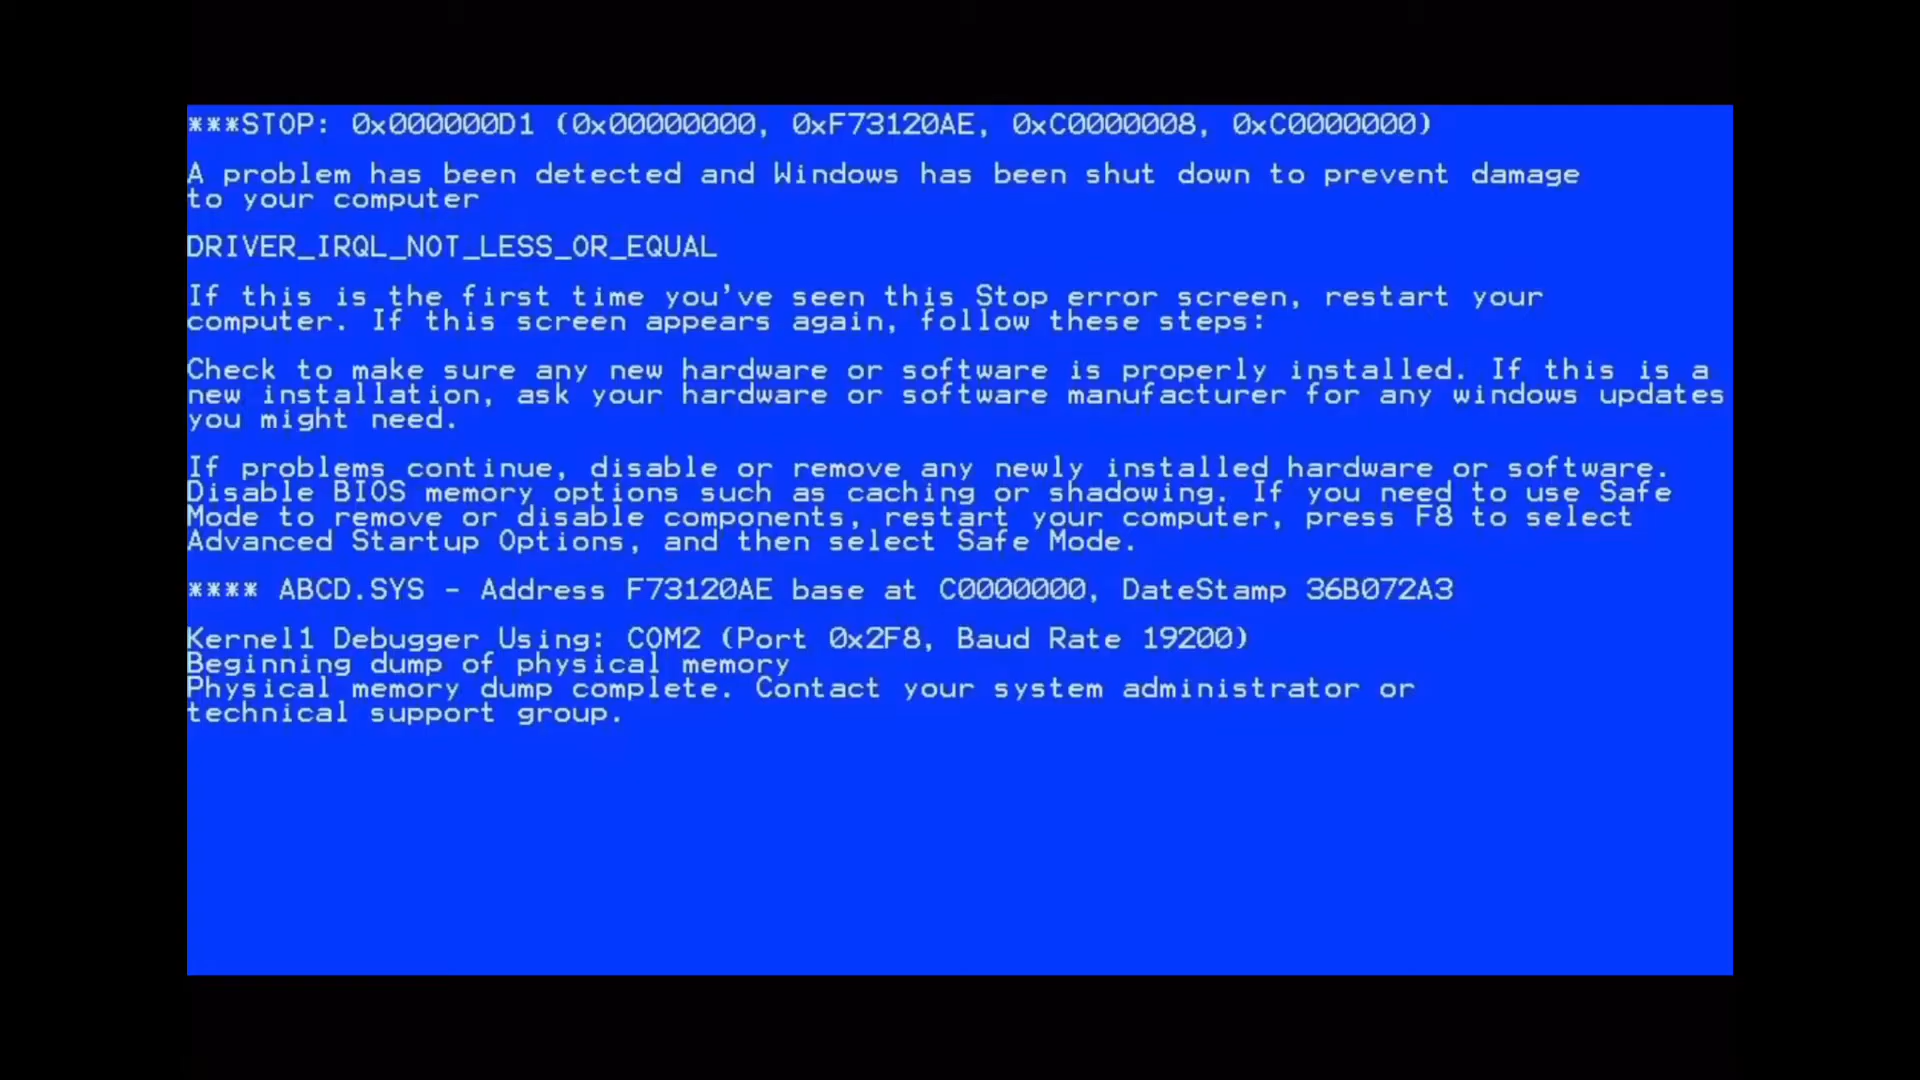 ***STOP: 0x000000D1 (0x00000000, 0xF73120AE, 0xC0000008, 0xC0000000)
A problem has been detected and Windows has been shut down to prevent damage
to your computer
DRIVER_IRQL_NOT_LESS_OR_EQUAL
If this is the first time you've seen this Stop error screen, restart your
computer. If this screen appears again, follow these steps:
Check to make sure any new hardware or software is properly installed. If this is a
new installation, ask your hardware or software manufacturer for any windows updates
you might need.
If problems continue, disable or remove any newly installed hardware or software.
Disable BIOS memory options such as caching or shadowing. If you need to use Safe
Mode to remove or disable components, restart your computer, press F8 to select
Advanced Startup Options, and then select Safe Mode.
**** ABCD.SYS - Address F73120AE base at C0000000, DateStamp 36B072A3
Kernel1 Debugger Using: COM2 (Port 0x2F8, Baud Rate 19200)
Beginning dump of physical memory
Physical memory dump complete. Contact your system administrator or
technical support group.